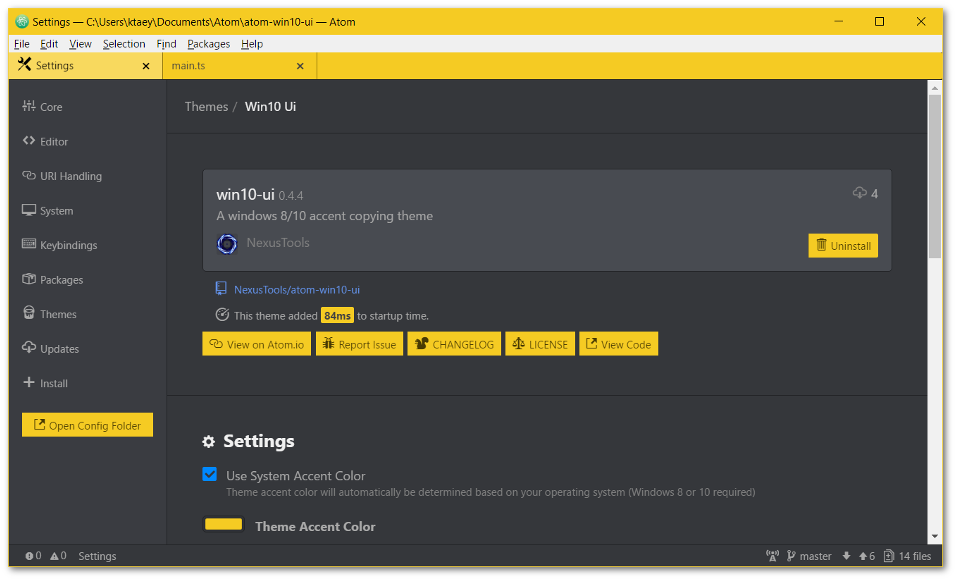 Settings — C:\Users\ktaey\Documents\Atom\atom-win10-ui — Atom
File Edit View Selection Find Packages Help
Settings
main.ts
Core
Editor
URI Handling
System
Keybindings
Packages
Themes
Updates
Install
Open Config Folder
Themes / Win10 Ui
win10-ui 0.4.4
4
A windows 8/10 accent copying theme
NexusTools
Uninstall
NexusTools/atom-win10-ui
This theme added 84ms to startup time.
View on Atom.io Report Issue CHANGELOG LICENSE View Code
Settings
Use System Accent Color
Theme accent color will automatically be determined based on your operating system (Windows 8 or 10 required)
Theme Accent Color
0 0 Settings master 6 14 files